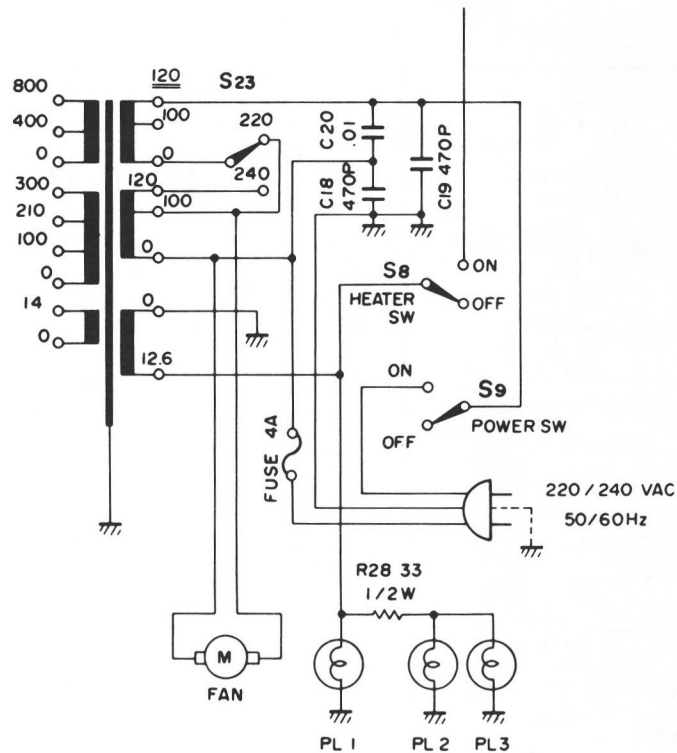 800
400
0
300
210
100
0
14
0
120
100
0
120
100
0
0
12.6
S23
220
240
C20
.01
C18
470P
C19 470P
S8
HEATER
SW
ON
OFF
ON
OFF
S9
POWER SW
FUSE 4A
220/240 VAC
50/60Hz
R28 33
1/2W
M
FAN
PL 1
PL 2
PL 3